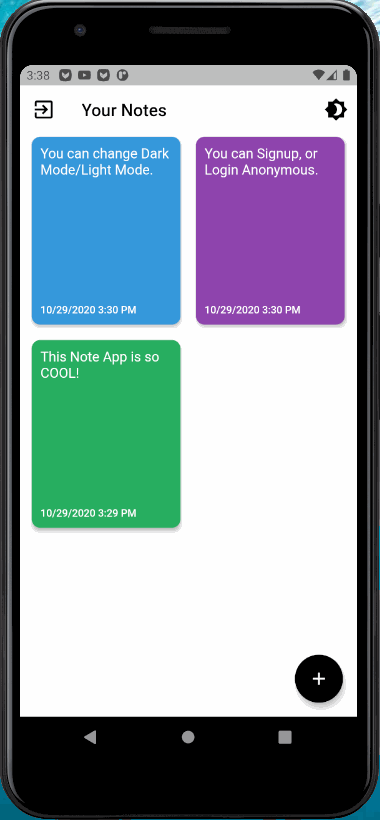 3:38
Your Notes
You can change Dark
Mode/Light Mode.
10/29/2020 3:30 PM
You can Signup, or
Login Anonymous.
10/29/2020 3:30 PM
This Note App is so
COOL!
10/29/2020 3:29 PM
+